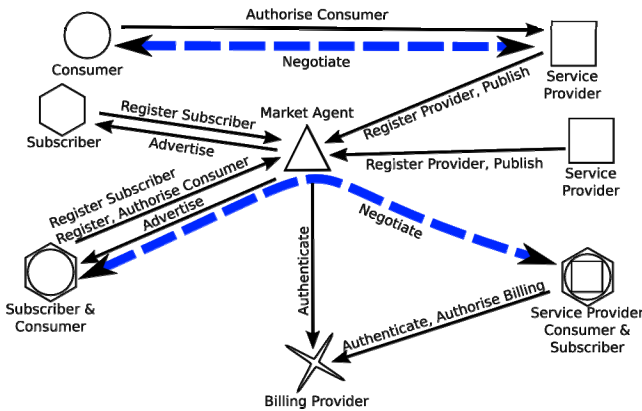 Authorise Consumer
Negotiate
Consumer
Service
Provider
Register Provider, Publish
Market Agent
Register Subscriber
Subscriber
Advertise
Register Provider, Publish
Service
Provider
Register Subscriber
Register, Authorise Consumer
Advertise
Negotiate
Authenticate
Subscriber &
Consumer
Authenticate, Authorise Billing
Service Provider
Consumer &
Subscriber
Billing Provider